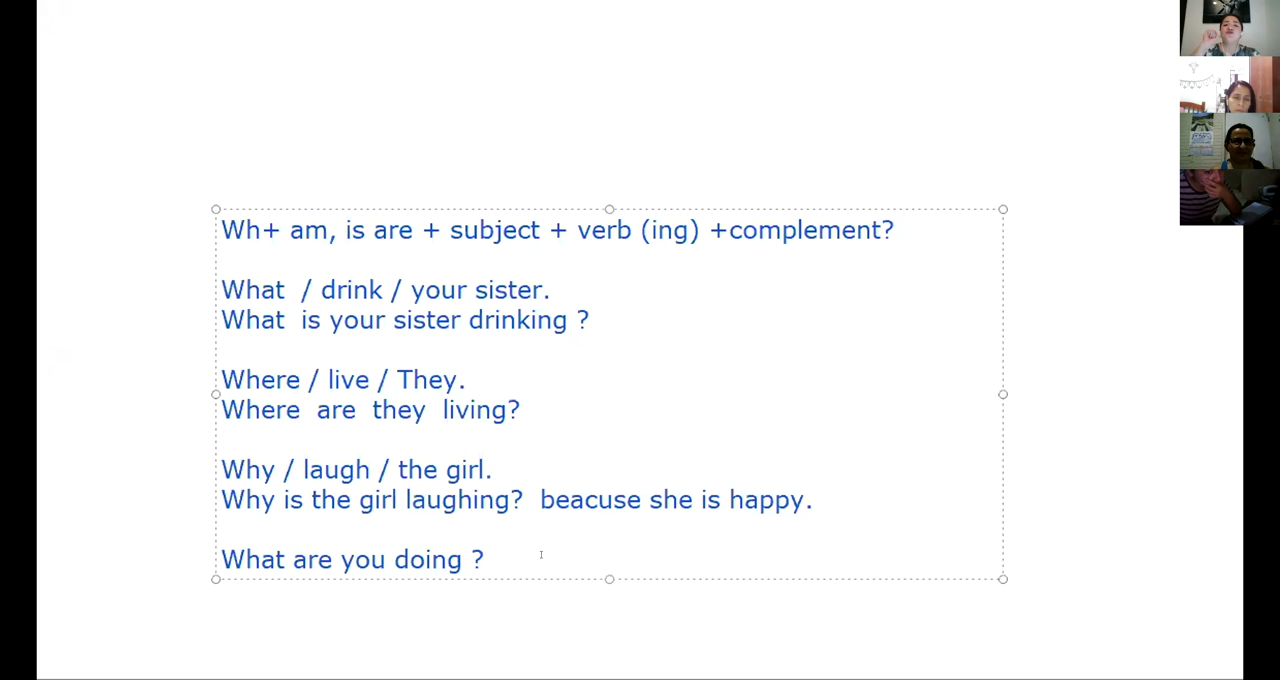 Wh+ am, is are + subject + verb (ing) +complement?
What / drink / your sister.
What is your sister drinking ?
Where / live / They.
Where are they living?
Why / laugh / the girl.
Why is the girl laughing? beacuse she is happy.
What are you doing ?